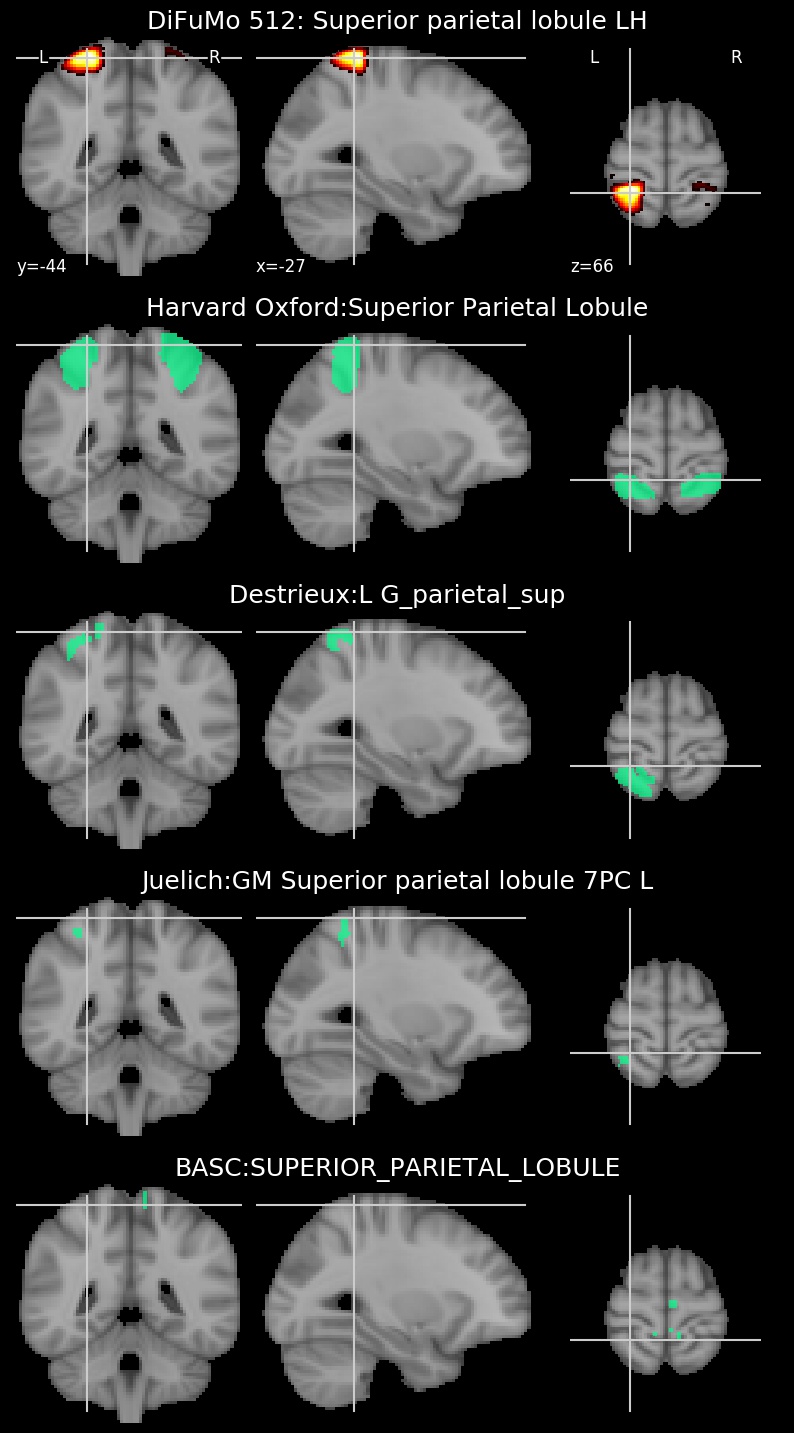 DiFuMo 512: Superior parietal lobule LH
L R L R
y=-44 x=-27 z=66
Harvard Oxford:Superior Parietal Lobule
Destrieux:L G_parietal_sup
Juelich:GM Superior parietal lobule 7PC L
BASC:SUPERIOR_PARIETAL_LOBULE